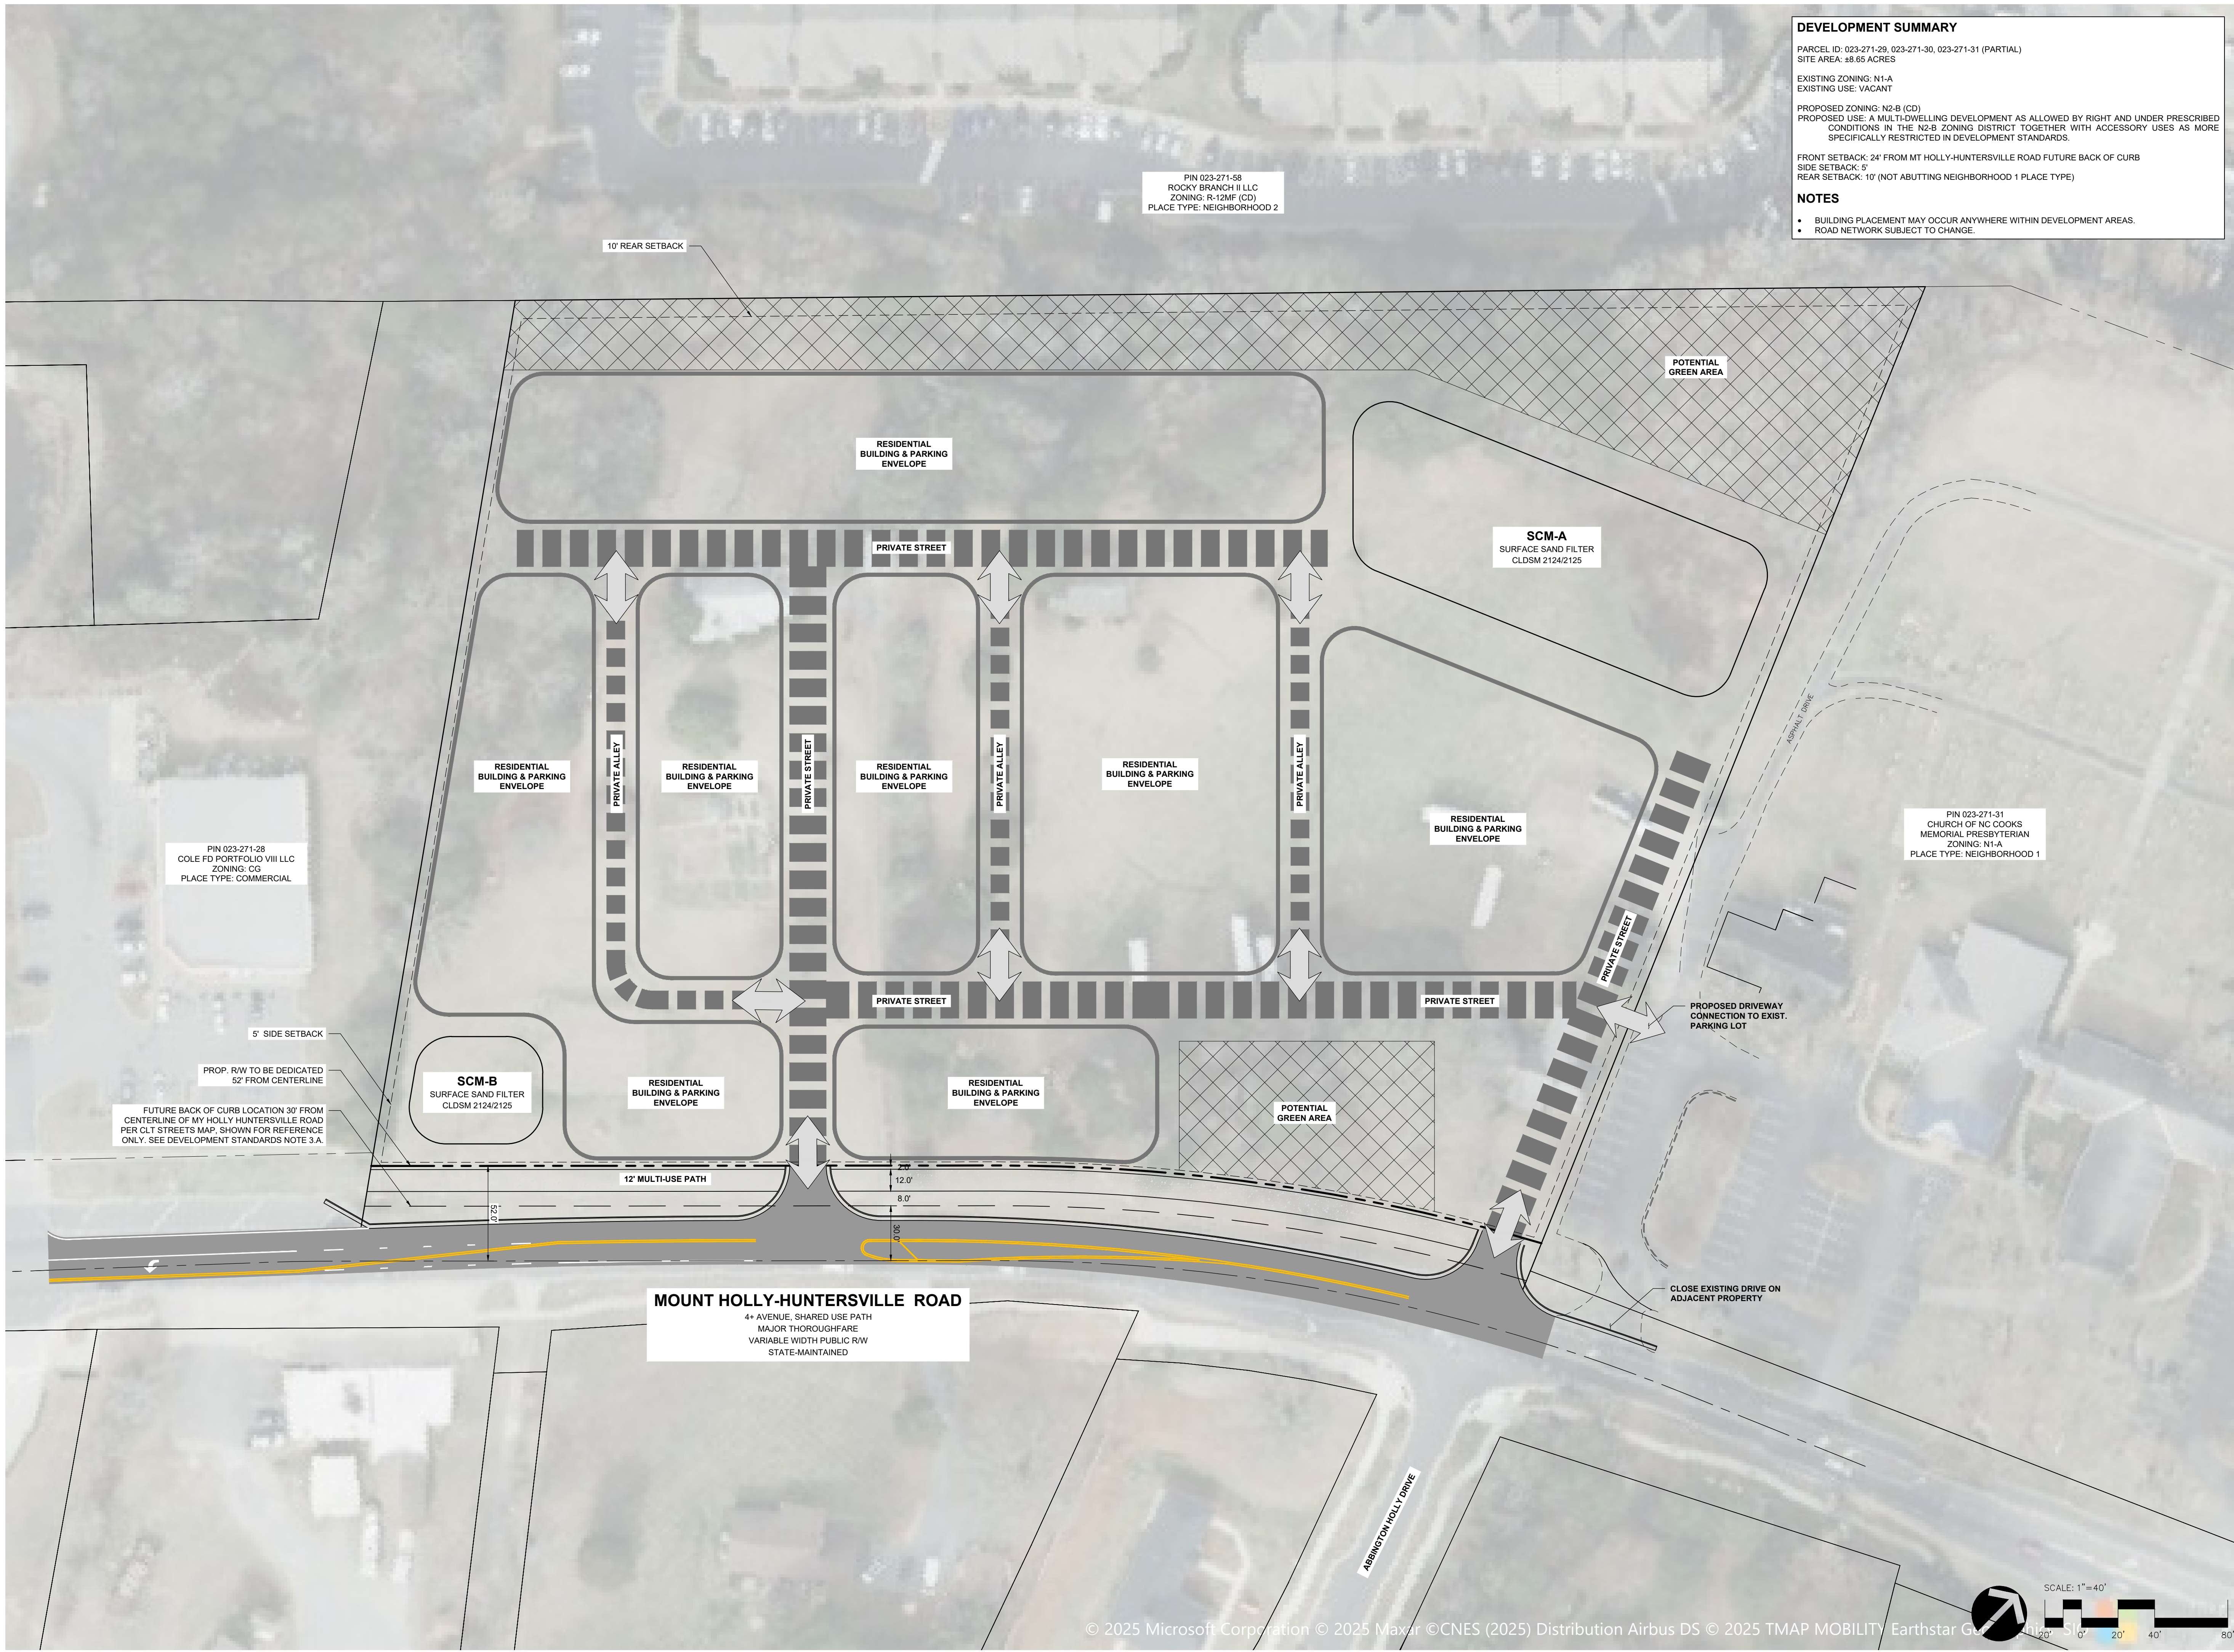 DEVELOPMENT SUMMARY
PARCEL ID: 023-271-29, 023-271-30, 023-271-31 (PARTIAL)
SITE AREA: ±8.65 ACRES
EXISTING ZONING: N1-A
EXISTING USE: VACANT
PROPOSED ZONING: N2-B (CD)
PROPOSED USE: A MULTI-DWELLING DEVELOPMENT AS ALLOWED BY RIGHT AND UNDER PRESCRIBED
CONDITIONS IN THE N2-B ZONING DISTRICT TOGETHER WITH ACCESSORY USES AS MORE
SPECIFICALLY RESTRICTED IN DEVELOPMENT STANDARDS.
FRONT SETBACK: 24' FROM MT HOLLY-HUNTERSVILLE ROAD FUTURE BACK OF CURB
SIDE SETBACK: 5'
REAR SETBACK: 10' (NOT ABUTTING NEIGHBORHOOD 1 PLACE TYPE)
NOTES
• BUILDING PLACEMENT MAY OCCUR ANYWHERE WITHIN DEVELOPMENT AREAS.
• ROAD NETWORK SUBJECT TO CHANGE.
PIN 023-271-58
ROCKY BRANCH II LLC
ZONING: R-12MF (CD)
PLACE TYPE: NEIGHBORHOOD 2
10' REAR SETBACK
POTENTIAL
GREEN AREA
RESIDENTIAL
BUILDING & PARKING
ENVELOPE
PRIVATE STREET
SCM-A
SURFACE SAND FILTER
CLDSM 2124/2125
ASPHALT DRIVE
RESIDENTIAL
BUILDING & PARKING
ENVELOPE
PRIVATE ALLEY
RESIDENTIAL
BUILDING & PARKING
ENVELOPE
PRIVATE STREET
RESIDENTIAL
BUILDING & PARKING
ENVELOPE
PRIVATE ALLEY
RESIDENTIAL
BUILDING & PARKING
ENVELOPE
PRIVATE ALLEY
RESIDENTIAL
BUILDING & PARKING
ENVELOPE
PIN 023-271-28
COLE FD PORTFOLIO VIII LLC
ZONING: CG
PLACE TYPE: COMMERCIAL
PIN 023-271-31
CHURCH OF NC COOKS
MEMORIAL PRESBYTERIAN
ZONING: N1-A
PLACE TYPE: NEIGHBORHOOD 1
PRIVATE STREET
PRIVATE STREET
PRIVATE STREET
PROPOSED DRIVEWAY
CONNECTION TO EXIST.
PARKING LOT
5' SIDE SETBACK
PROP. R/W TO BE DEDICATED
52' FROM CENTERLINE
FUTURE BACK OF CURB LOCATION 30' FROM
CENTERLINE OF MY HOLLY HUNTERSVILLE ROAD
PER CLT STREETS MAP, SHOWN FOR REFERENCE
ONLY. SEE DEVELOPMENT STANDARDS NOTE 3.A.
SCM-B
SURFACE SAND FILTER
CLDSM 2124/2125
RESIDENTIAL
BUILDING & PARKING
ENVELOPE
RESIDENTIAL
BUILDING & PARKING
ENVELOPE
POTENTIAL
GREEN AREA
12' MULTI-USE PATH
2.0'
12.0'
8.0'
52.0'
30.0'
MOUNT HOLLY-HUNTERSVILLE ROAD
4+ AVENUE, SHARED USE PATH
MAJOR THOROUGHFARE
VARIABLE WIDTH PUBLIC R/W
STATE-MAINTAINED
CLOSE EXISTING DRIVE ON
ADJACENT PROPERTY
ABBINGTON HOLLY DRIVE
SCALE: 1"=40'
20' 0' 20' 40' 80'
© 2025 Microsoft Corporation © 2025 Maxar ©CNES (2025) Distribution Airbus DS © 2025 TMAP MOBILITY Earthstar